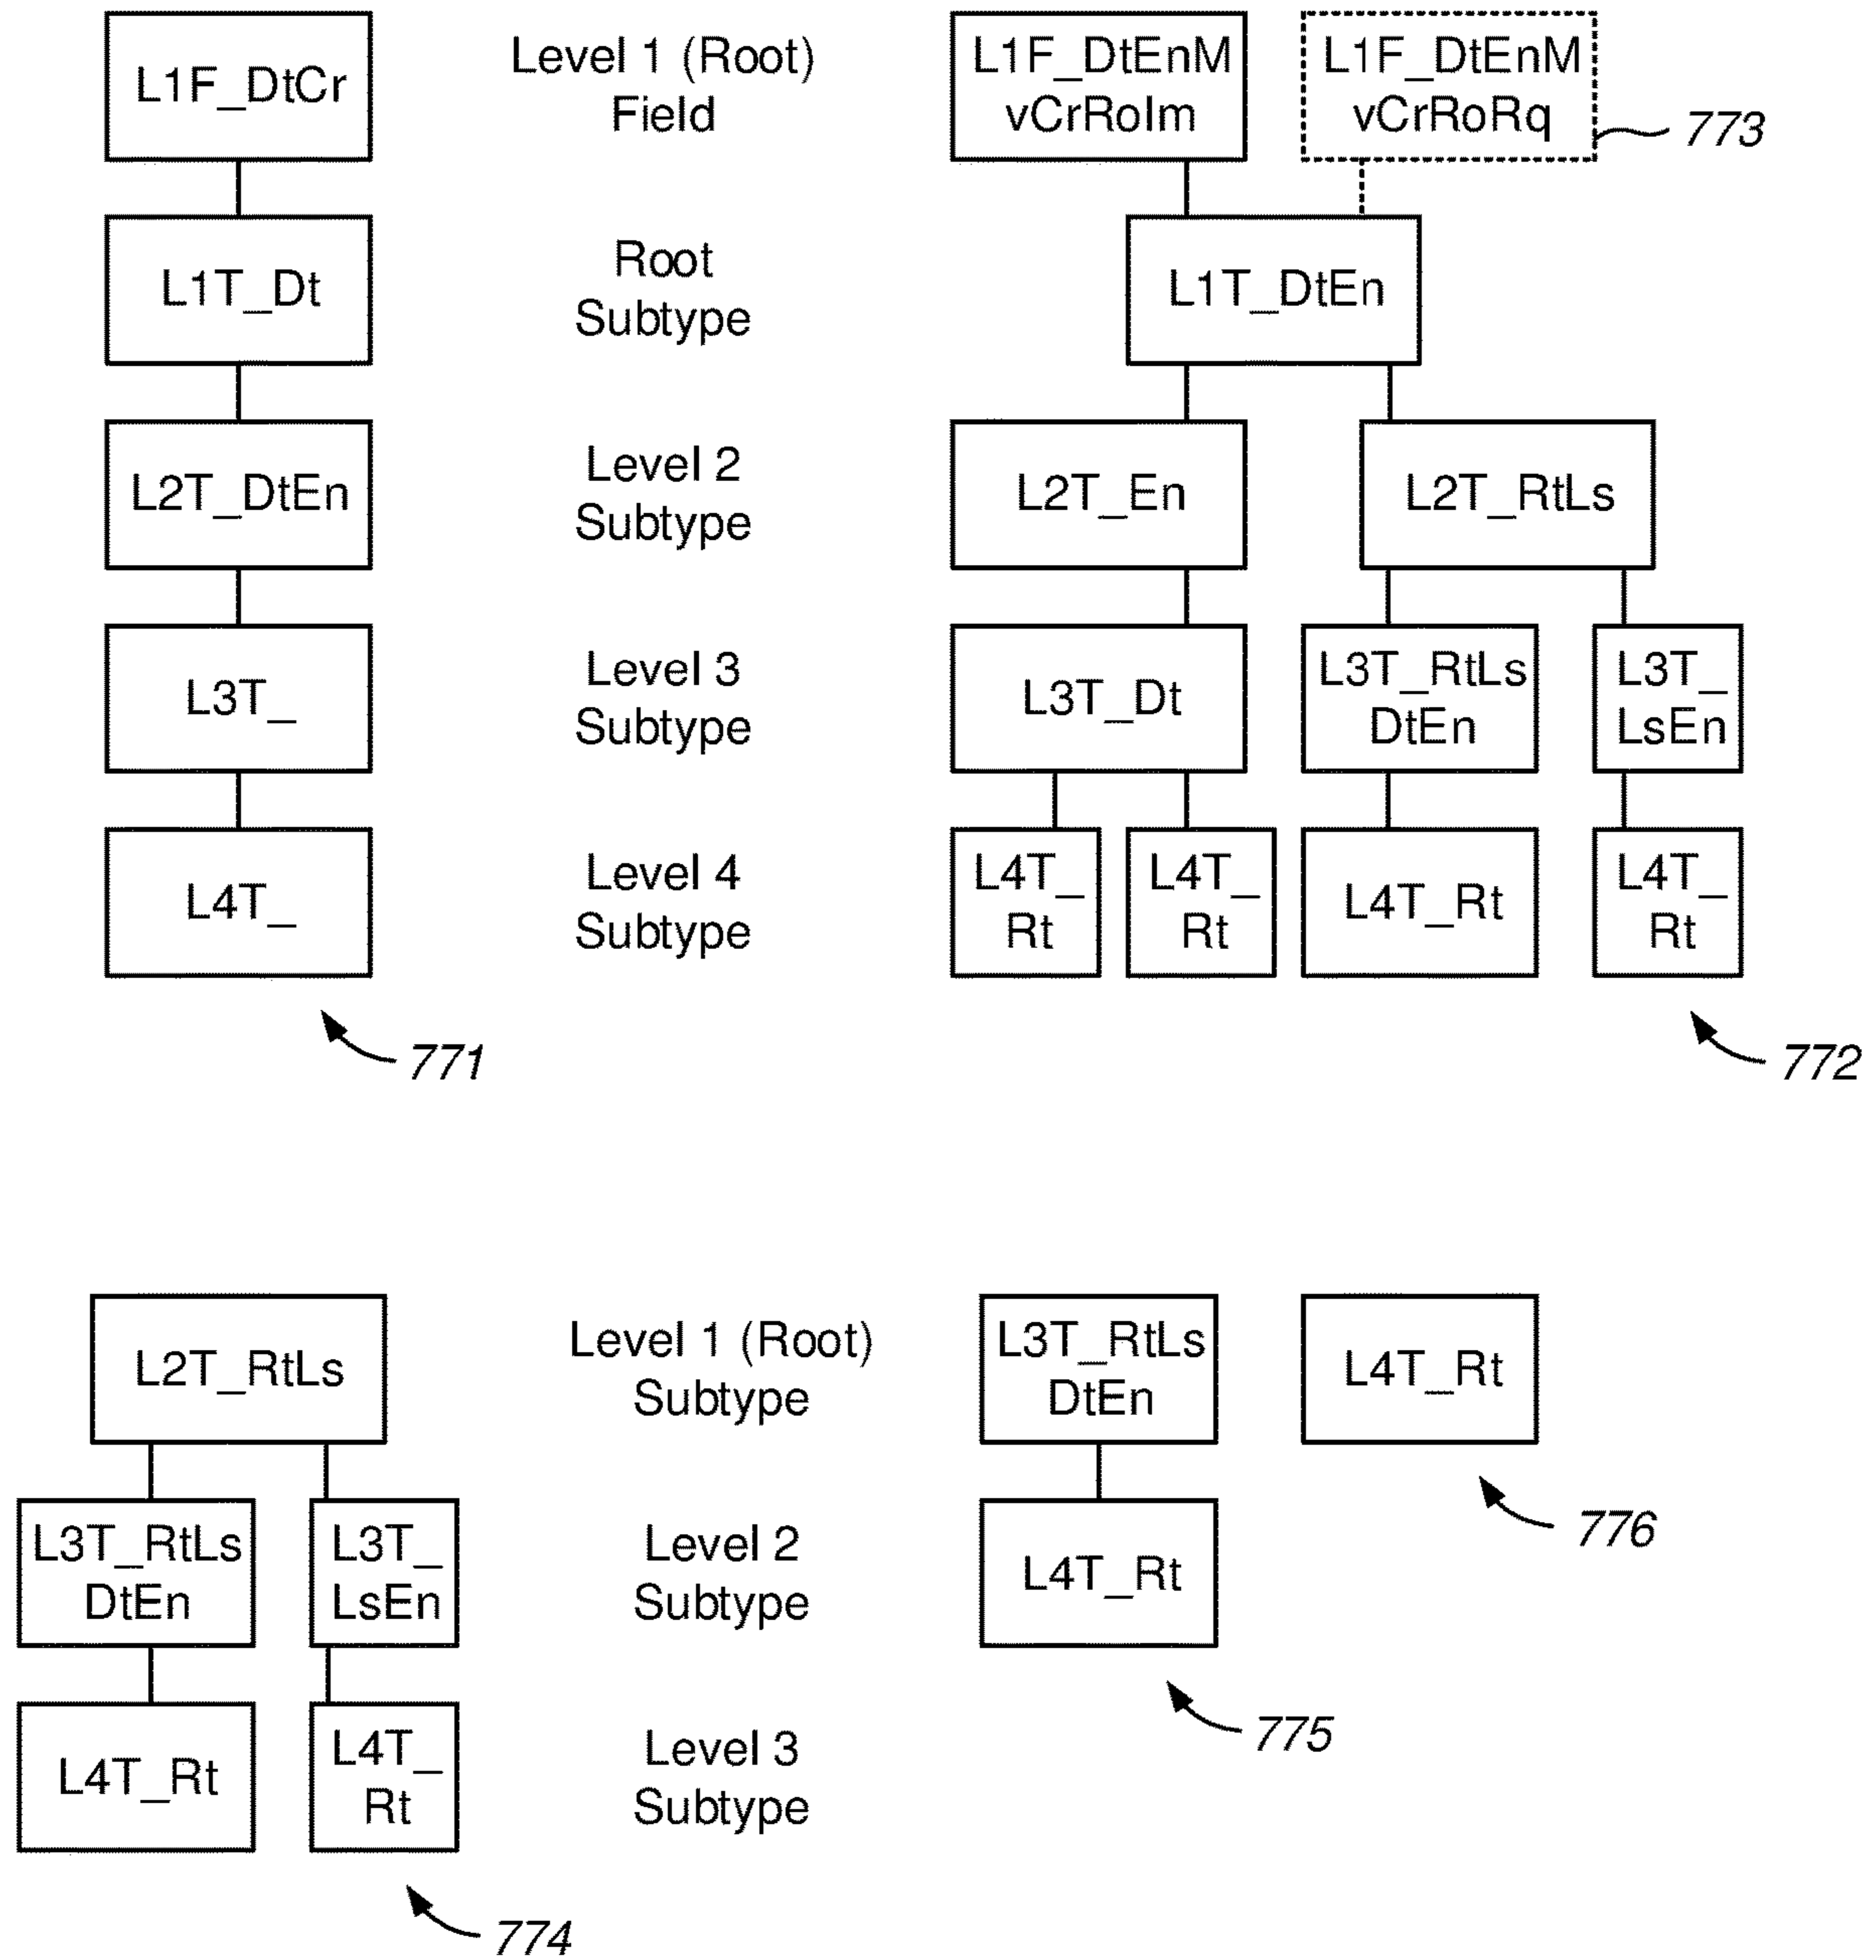 L1F_DtCr
Level 1 (Root)
Field
L1F_DtEnM
vCrRoIm
L1F_DtEnM
vCrRoRq
773
L1T_Dt
Root
Subtype
L1T_DtEn
L2T_DtEn
Level 2
Subtype
L2T_En
L2T_RtLs
L3T_
Level 3
Subtype
L3T_Dt
L3T_RtLs
DtEn
L3T_
LsEn
L4T_
Level 4
Subtype
L4T_
Rt
L4T_
Rt
L4T_Rt
L4T_
Rt
771
772
L2T_RtLs
Level 1 (Root)
Subtype
L3T_RtLs
DtEn
L4T_Rt
776
L3T_RtLs
DtEn
L3T_
LsEn
Level 2
Subtype
L4T_Rt
775
L4T_Rt
L4T_
Rt
Level 3
Subtype
774